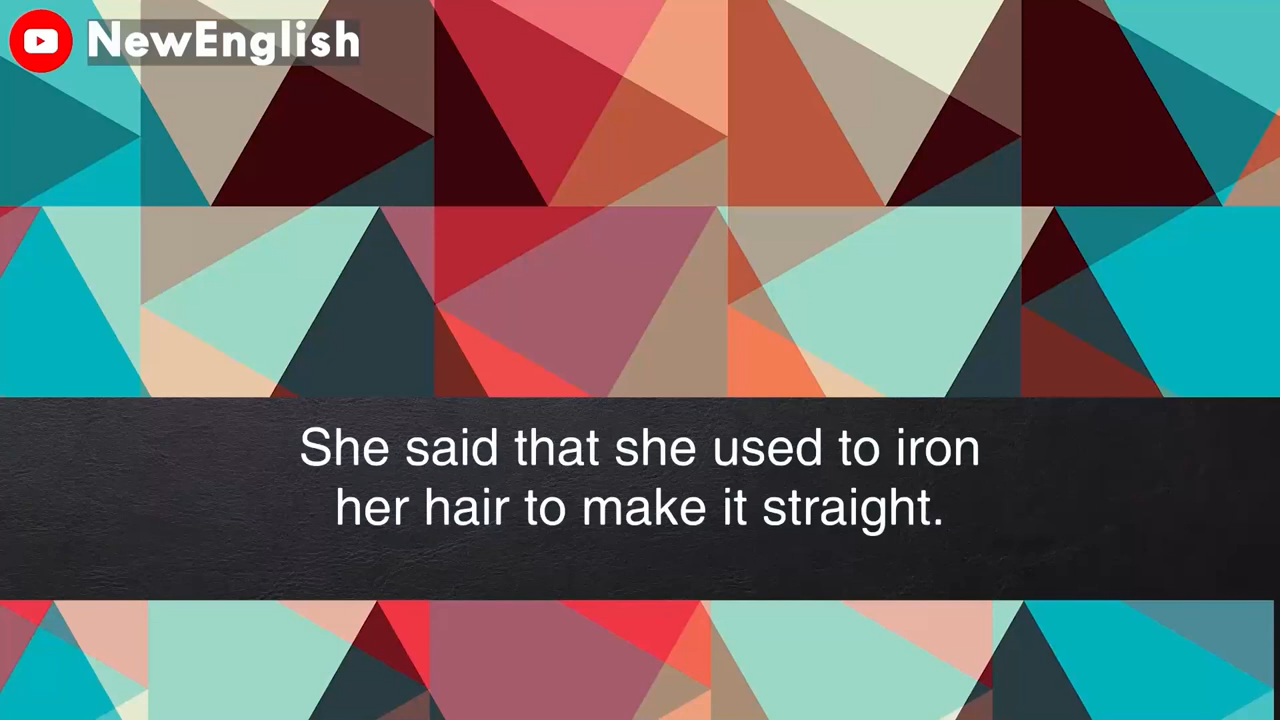 NewEnglish
She said that she used to iron
her hair to make it straight.